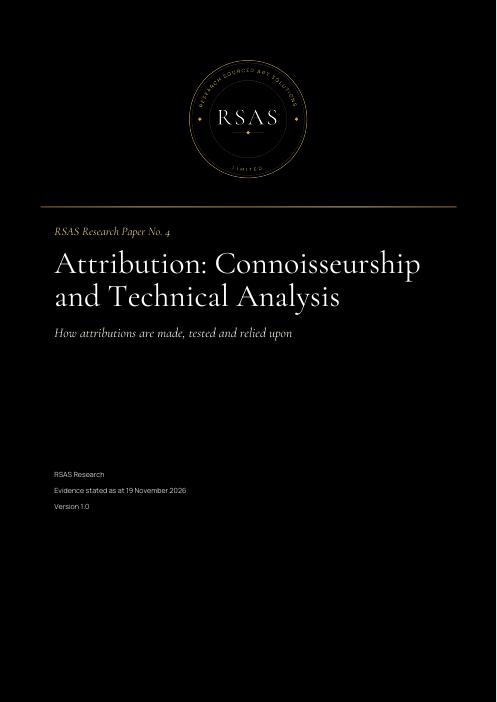 RESEARCH SOURCED ART SOLUTIONS
RSAS
LIMITED
RSAS Research Paper No. 4
Attribution: Connoisseurship
and Technical Analysis
How attributions are made, tested and relied upon
RSAS Research
Evidence stated as at 19 November 2026
Version 1.0